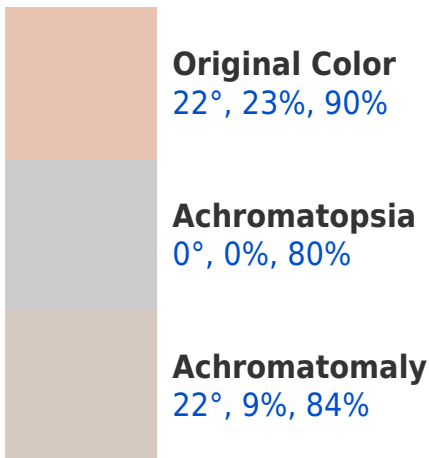 Original Color
22°, 23%, 90%
Achromatopsia
0°, 0%, 80%
Achromatomaly
22°, 9%, 84%